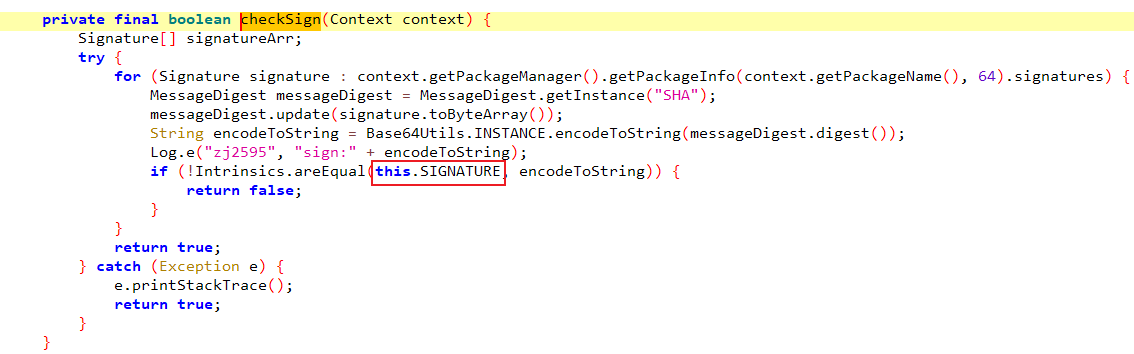 private final boolean checkSign(Context context) {
Signature[] signatureArr;
try {
for (Signature signature : context.getPackageManager().getPackageInfo(context.getPackageName(), 64).signatures) {
MessageDigest messageDigest = MessageDigest.getInstance("SHA");
messageDigest.update(signature.toByteArray());
String encodeToString = Base64Utils.INSTANCE.encodeToString(messageDigest.digest());
Log.e("zj2595", "sign:" + encodeToString);
if (!Intrinsics.areEqual(this.SIGNATURE, encodeToString)) {
return false;
}
}
return true;
} catch (Exception e) {
e.printStackTrace();
return true;
}
}